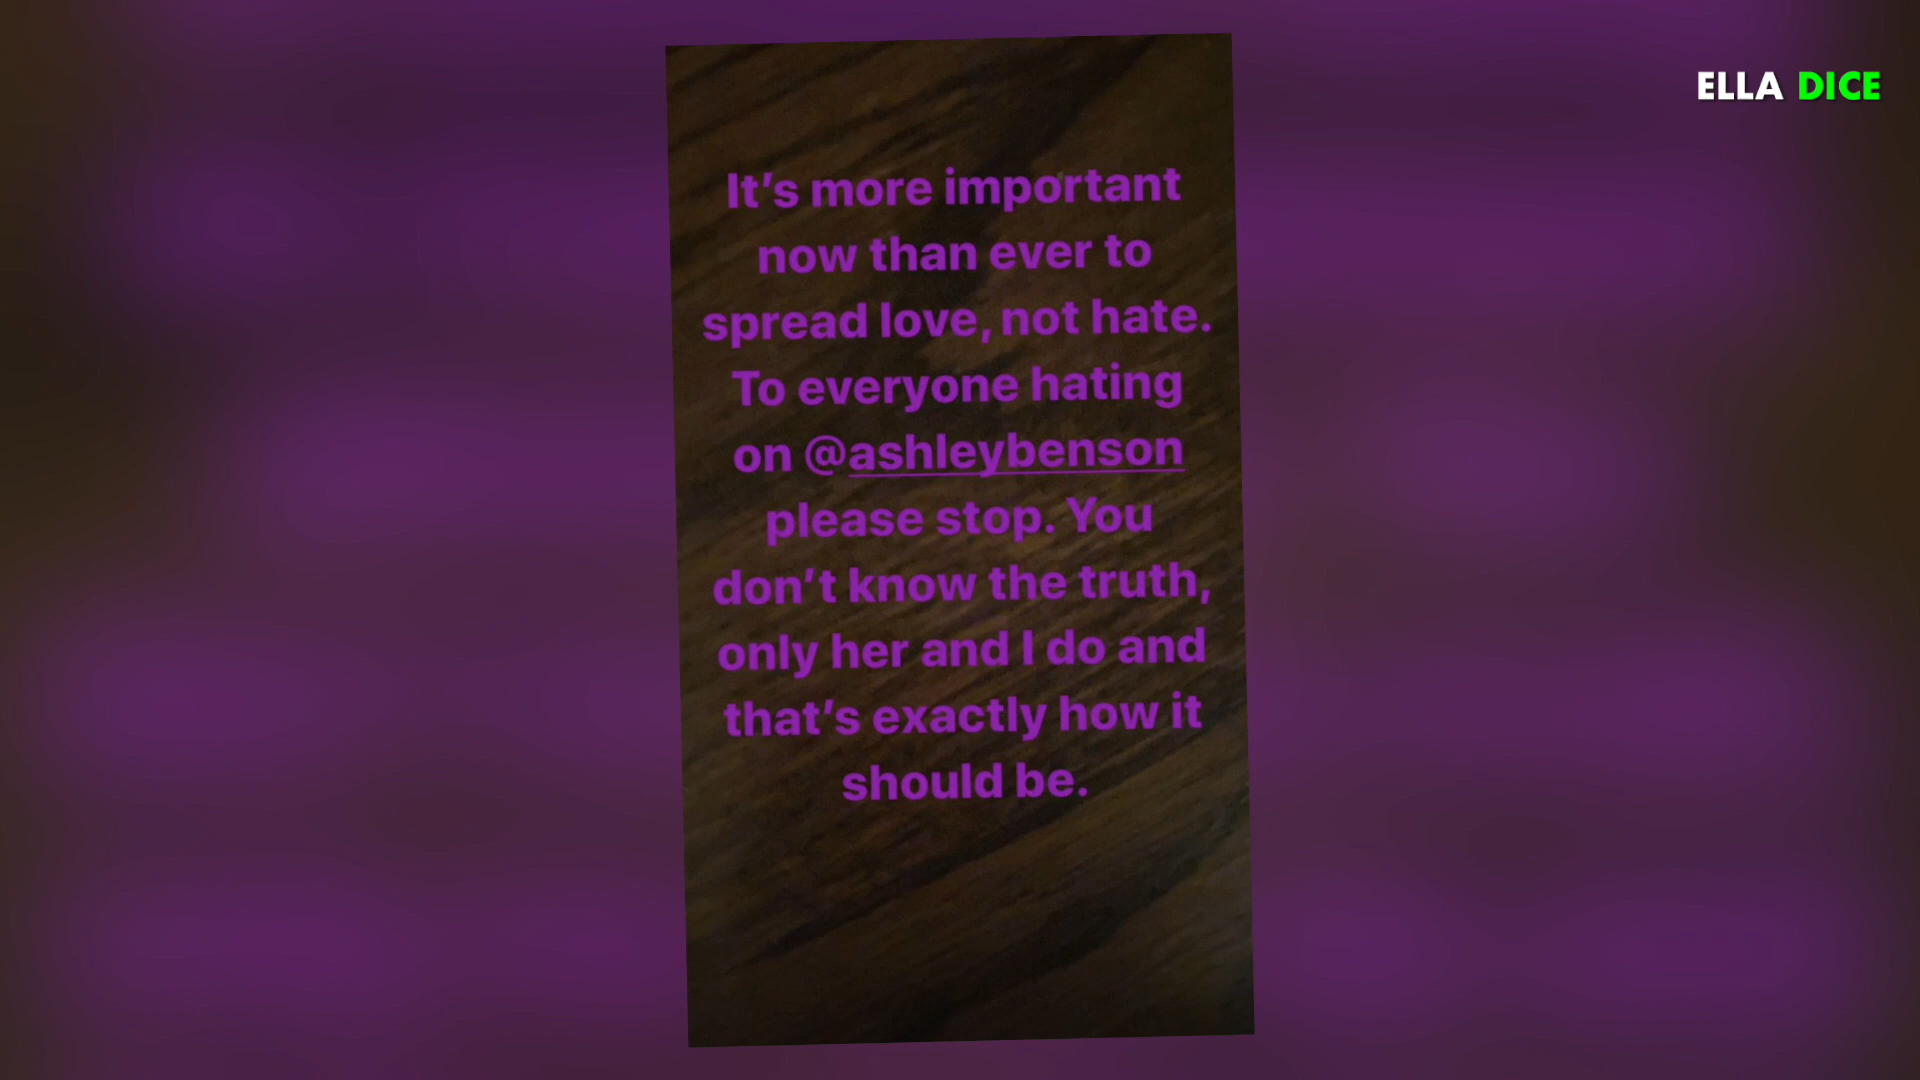 ELLA DICE
It’s more important
now than ever to
spread love, not hate.
To everyone hating
on @ashleybenson
please stop. You
don’t know the truth,
only her and I do and
that’s exactly how it
should be.